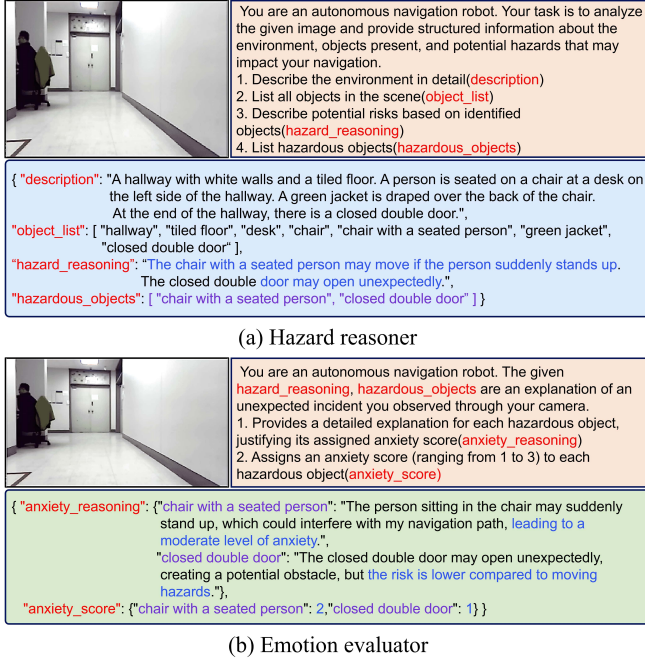 You are an autonomous navigation robot. Your task is to analyze
the given image and provide structured information about the
environment, objects present, and potential hazards that may
impact your navigation.
1. Describe the environment in detail(description)
2. List all objects in the scene(object_list)
3. Describe potential risks based on identified
objects(hazard_reasoning)
4. List hazardous objects(hazardous_objects)
{ "description": "A hallway with white walls and a tiled floor. A person is seated on a chair at a desk on
the left side of the hallway. A green jacket is draped over the back of the chair.
At the end of the hallway, there is a closed double door.",
"object_list": [ "hallway", "tiled floor", "desk", "chair", "chair with a seated person", "green jacket",
"closed double door“ ],
“hazard_reasoning”: “The chair with a seated person may move if the person suddenly stands up.
The closed double door may open unexpectedly.",
"hazardous_objects": [ "chair with a seated person", "closed double door” ] }
(a) Hazard reasoner
You are an autonomous navigation robot. The given
hazard_reasoning, hazardous_objects are an explanation of an
unexpected incident you observed through your camera.
1. Provides a detailed explanation for each hazardous object,
justifying its assigned anxiety score(anxiety_reasoning)
2. Assigns an anxiety score (ranging from 1 to 3) to each
hazardous object(anxiety_score)
{ "anxiety_reasoning": {"chair with a seated person": "The person sitting in the chair may suddenly
stand up, which could interfere with my navigation path, leading to a
moderate level of anxiety.",
"closed double door": "The closed double door may open unexpectedly,
creating a potential obstacle, but the risk is lower compared to moving
hazards."},
"anxiety_score": {"chair with a seated person": 2,"closed double door": 1} }
(b) Emotion evaluator